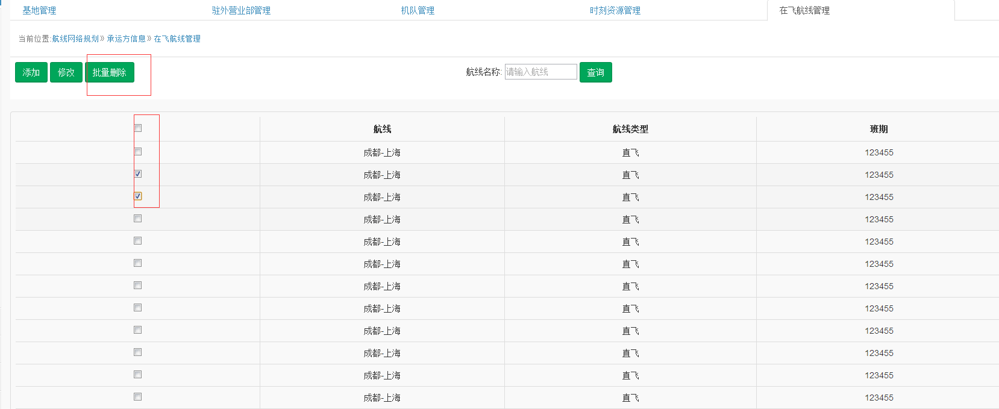 基地管理 驻外营业部管理 机队管理 时刻资源管理 在飞航线管理
当前位置:航线网络规划» 承运方信息» 在飞航线管理
添加 修改 批量删除 航线名称: 请输入航线 查询
航线 航线类型 班期
成都-上海 直飞 123455
成都-上海 直飞 123455
成都-上海 直飞 123455
成都-上海 直飞 123455
成都-上海 直飞 123455
成都-上海 直飞 123455
成都-上海 直飞 123455
成都-上海 直飞 123455
成都-上海 直飞 123455
成都-上海 直飞 123455
成都-上海 直飞 123455
成都-上海 直飞 123455